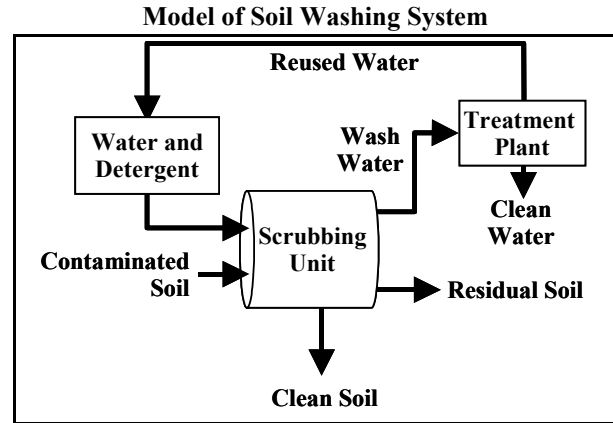 Model of Soil Washing System
Reused Water
Water and
Detergent
Wash
Water
Treatment
Plant
Clean
Water
Contaminated
Soil
Scrubbing
Unit
Residual Soil
Clean Soil